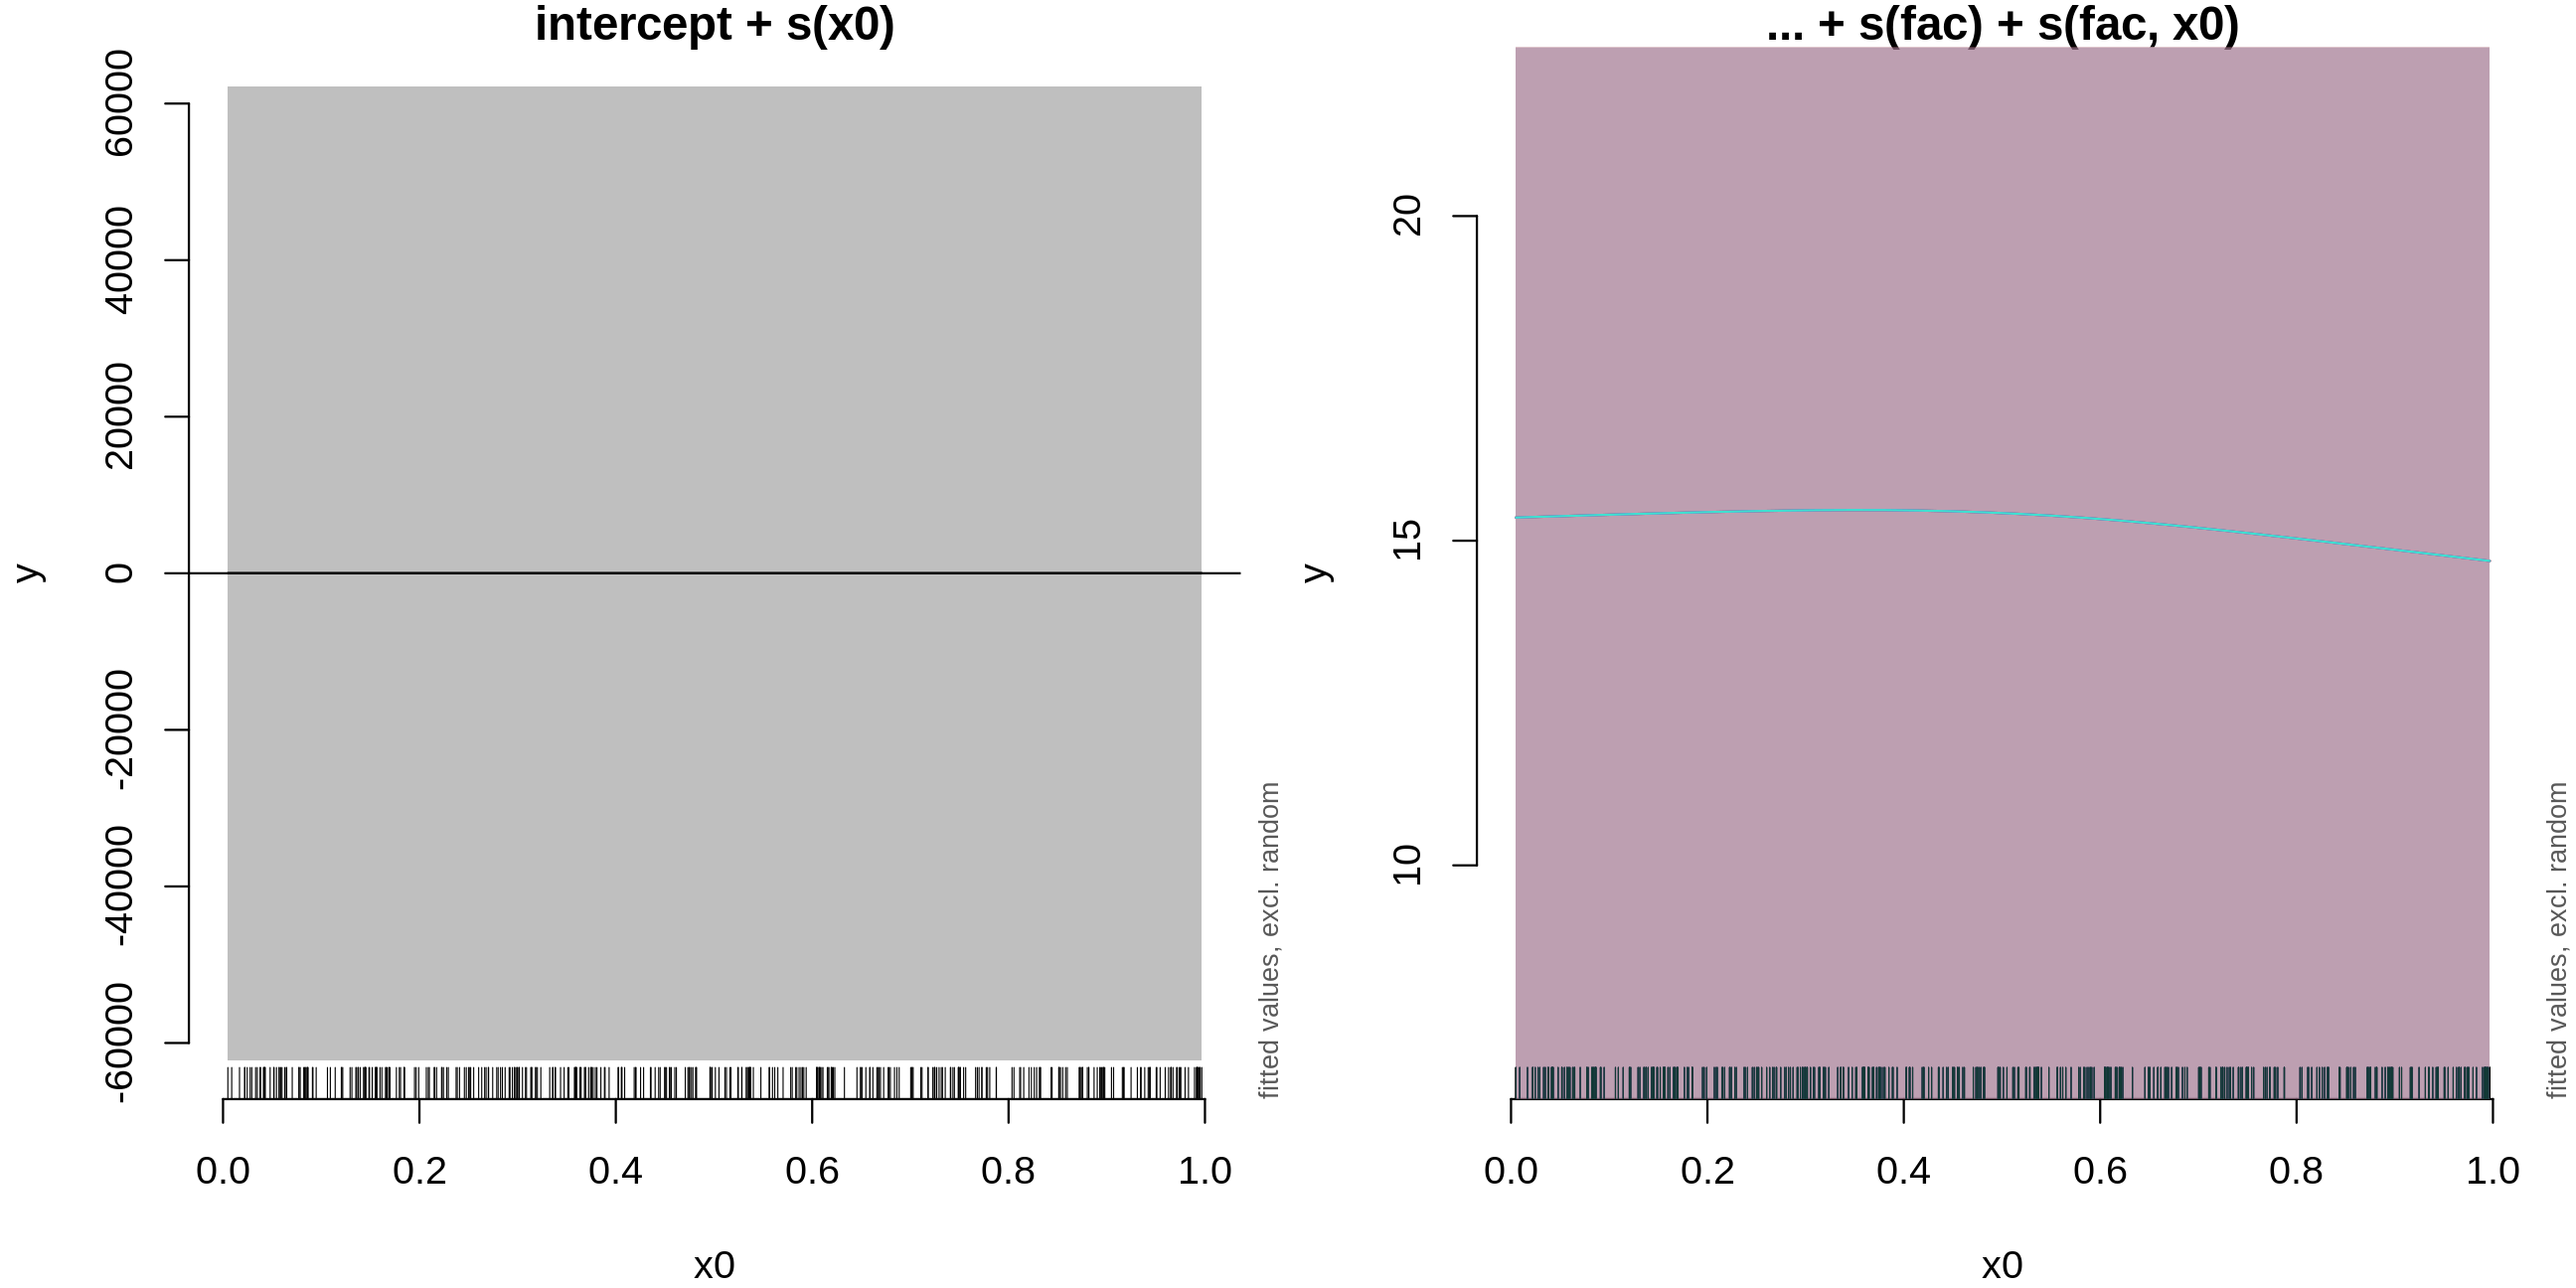 intercept + s(x0)
60000
40000
20000
0
-20000
-40000
-60000
y
0.0 0.2 0.4 0.6 0.8 1.0
x0
fitted values, excl. random
... + s(fac) + s(fac, x0)
20
15
10
y
0.0 0.2 0.4 0.6 0.8 1.0
x0
fitted values, excl. random